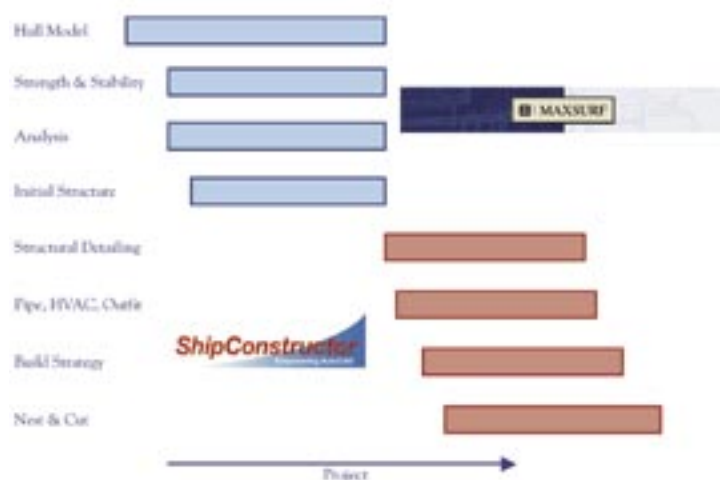 Hull Model
Strength & Stability
MAXSURF
Analysis
Initial Structure
Structural Detailing
Pipe, HVAC, Outfit
ShipConstructor
Build Strategy
Nest & Cut
Project